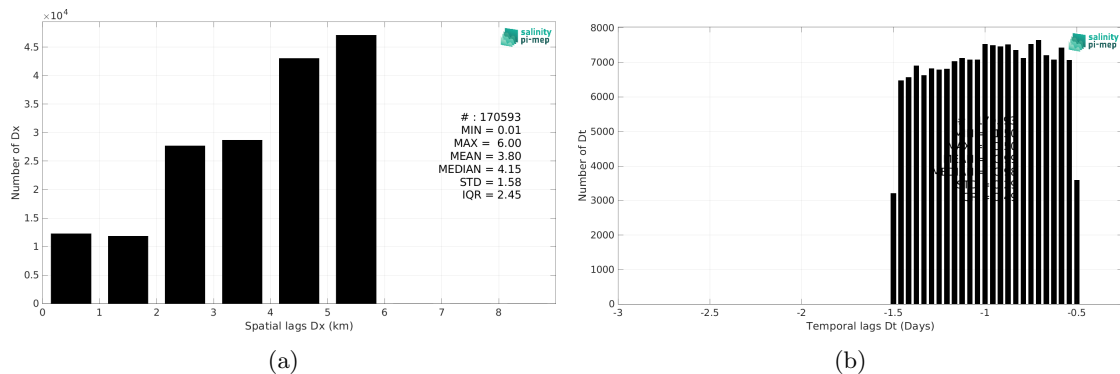 ×10⁴
4.5
4
3.5
3
2.5
2
1.5
1
0.5
0
Number of Dx
0 1 2 3 4 5 6 7 8
Spatial lags Dx (km)
salinity
pi-mep
# : 170593
MIN = 0.01
MAX = 6.00
MEAN = 3.80
MEDIAN = 4.15
STD = 1.58
IQR = 2.45
(a)
8000
7000
6000
5000
4000
3000
2000
1000
0
Number of Dt
-3 -2.5 -2 -1.5 -1 -0.5
Temporal lags Dt (Days)
salinity
pi-mep
(b)